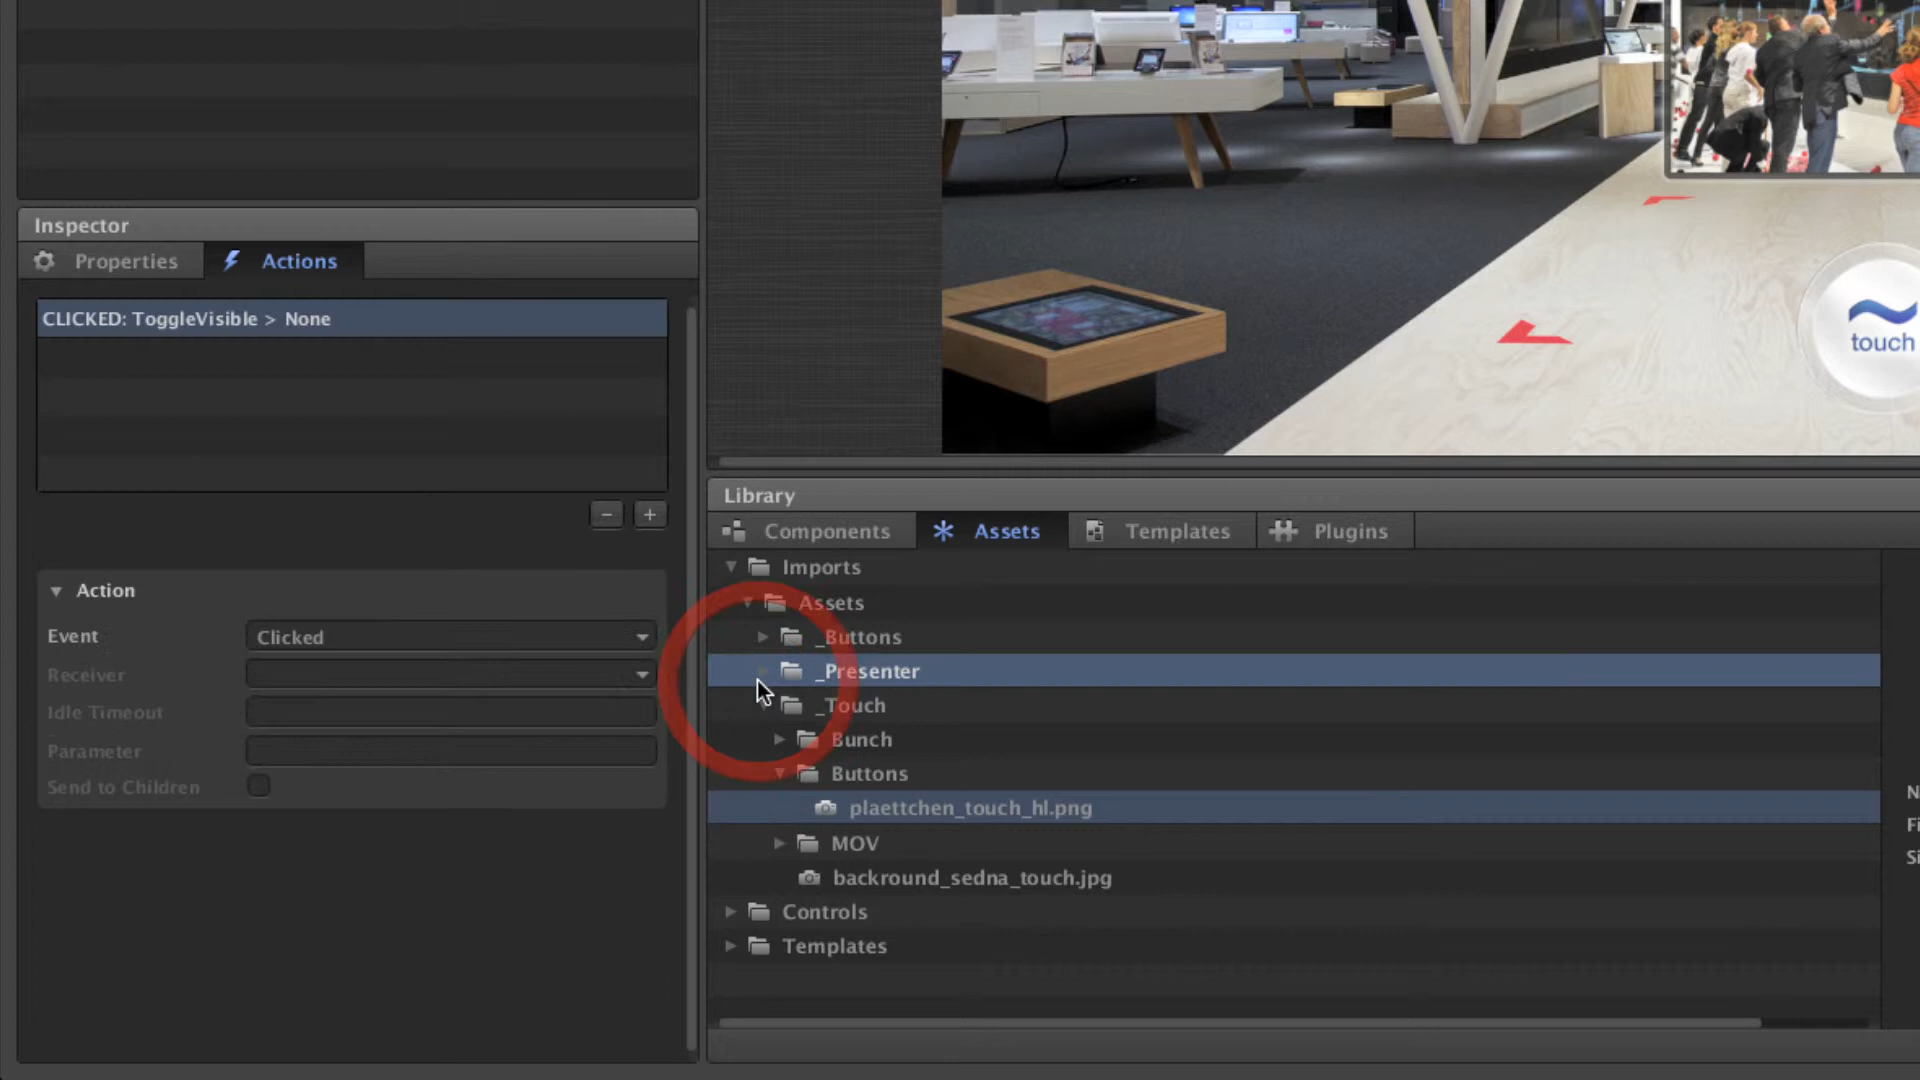 touch
Inspector
Properties
Actions
CLICKED: ToggleVisible > None
Action
Event
Clicked
Receiver
Idle Timeout
Parameter
Send to Children
Library
Components
Assets
Templates
Plugins
Imports
Assets
_Buttons
_Presenter
_Touch
Bunch
Buttons
plaettchen_touch_hl.png
MOV
backround_sedna_touch.jpg
Controls
Templates